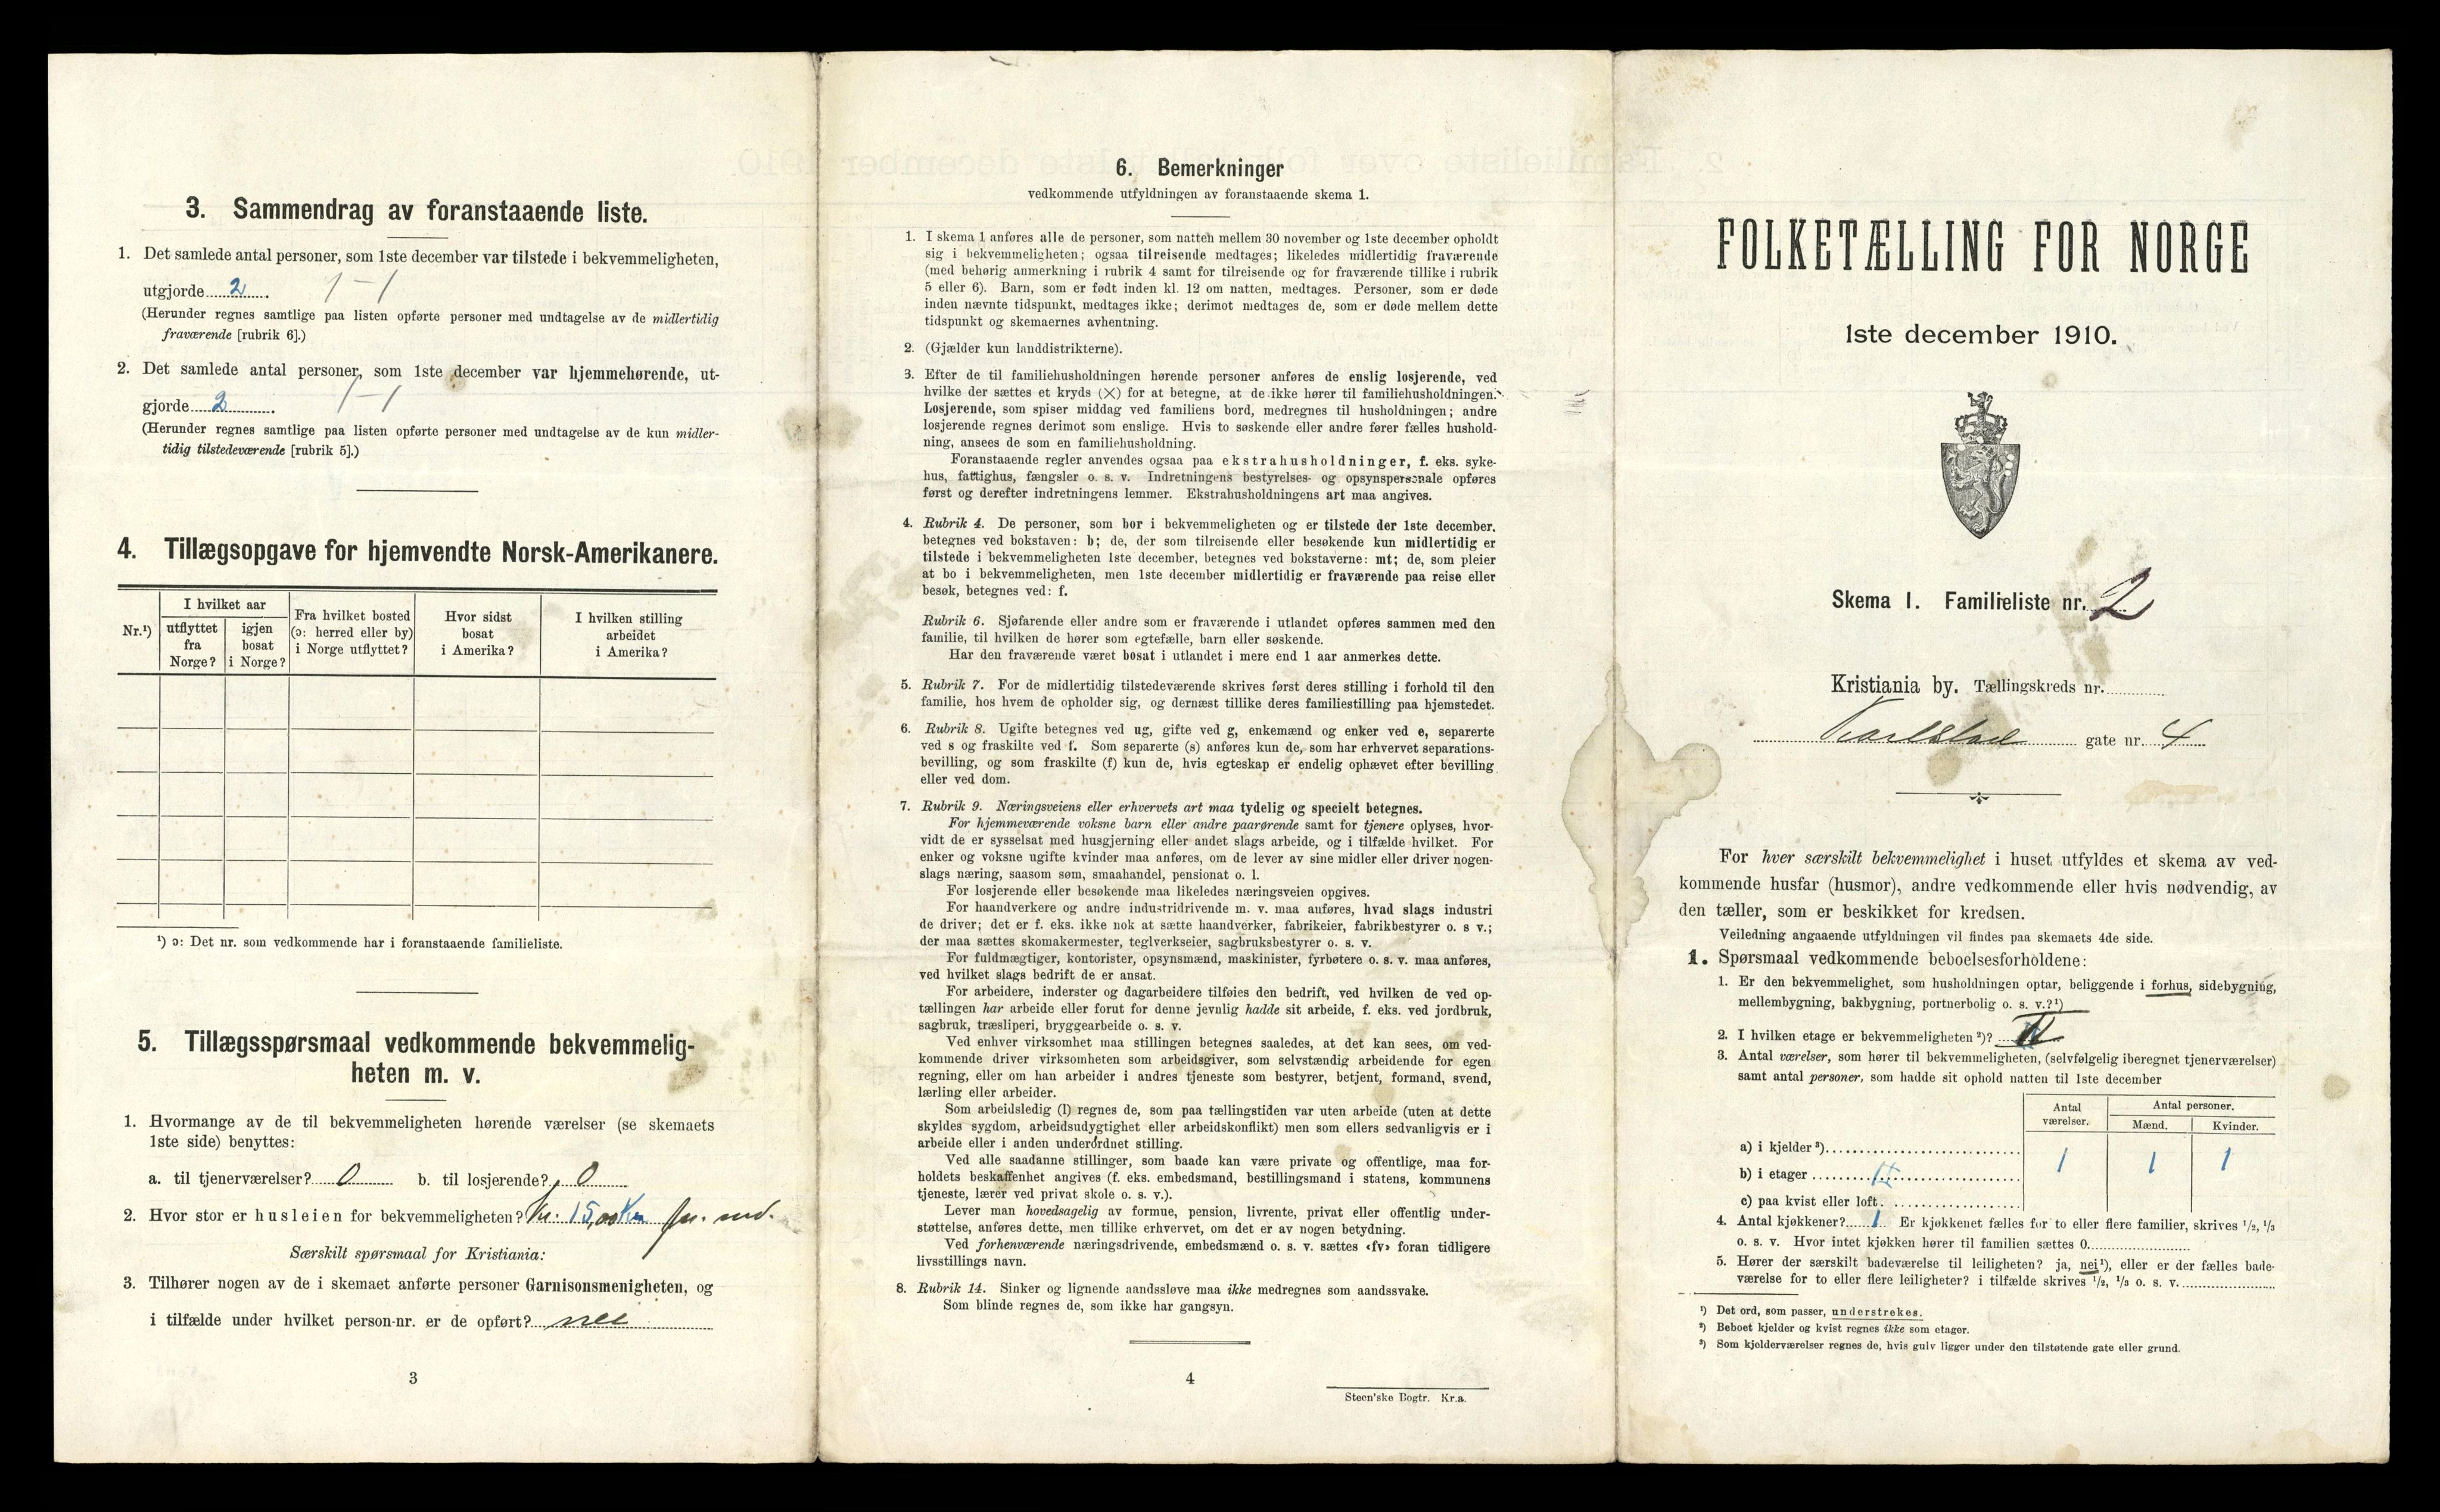 3. Sammendrag av foranstaaende liste.
1. Det samlede antal personer, som 1ste december var tilstede i bekvemmeligheten,
utgjorde 2. 1 - 1
(Herunder regnes samtlige paa listen opførte personer med undtagelse av de midlertidig
fraværende [rubrik 6].)
2. Det samlede antal personer, som 1ste december var hjemmehørende, ut-
gjorde 2. 1 - 1
(Herunder regnes samtlige paa listen opførte personer med undtagelse av de kun midler-
tidig tilstedeværende [rubrik 5].)
4. Tillægsopgave for hjemvendte Norsk-Amerikanere.
Nr.¹)
I hvilket aar
utflyttet fra Norge?
igjen bosat i Norge?
Fra hvilket bosted (ɔ: herred eller by) i Norge utflyttet?
Hvor sidst bosat i Amerika?
I hvilken stilling arbeidet i Amerika?
¹) ɔ: Det nr. som vedkommende har i foranstaaende familieliste.
5. Tillægsspørsmaal vedkommende bekvemmelig-
heten m. v.
1. Hvormange av de til bekvemmeligheten hørende værelser (se skemaets
1ste side) benyttes:
a. til tjenerværelser? 0 b. til losjerende? 0
2. Hvor stor er husleien for bekvemmeligheten? Kr. 15,00 Kr. pr. md.
Særskilt spørsmaal for Kristiania:
3. Tilhører nogen av de i skemaet anførte personer Garnisonsmenigheten, og
i tilfælde under hvilket person-nr. er de opført? nei
3
6. Bemerkninger
vedkommende utfyldningen av foranstaaende skema 1.
1. I skema 1 anføres alle de personer, som natten mellem 30 november og 1ste december opholdt
sig i bekvemmeligheten; ogsaa tilreisende medtages; likeledes midlertidig fraværende
(med behørig anmerkning i rubrik 4 samt for tilreisende og for fraværende tillike i rubrik
5 eller 6). Barn, som er født inden kl. 12 om natten, medtages. Personer, som er døde
inden nævnte tidspunkt, medtages ikke; derimot medtages de, som er døde mellem dette
tidspunkt og skemaernes avhentning.
2. (Gjælder kun landdistrikterne).
3. Efter de til familiehusholdningen hørende personer anføres de enslig losjerende, ved
hvilke der sættes et kryds (X) for at betegne, at de ikke hører til familiehusholdningen.
Losjerende, som spiser middag ved familiens bord, medregnes til husholdningen; andre
losjerende regnes derimot som enslige. Hvis to søskende eller andre fører fælles hushold-
ning, ansees de som en familiehusholdning.
Foranstaaende regler anvendes ogsaa paa ekstrahusholdninger, f. eks. syke-
hus, fattighus, fængsler o. s. v. Indretningens bestyrelses- og opsynspersonale opføres
først og derefter indretningens lemmer. Ekstrahusholdningens art maa angives.
4. Rubrik 4. De personer, som bor i bekvemmeligheten og er tilstede der 1ste december,
betegnes ved bokstaven: b; de, der som tilreisende eller besøkende kun midlertidig er
tilstede i bekvemmeligheten 1ste december, betegnes ved bokstaverne: mt; de, som pleier
at bo i bekvemmeligheten, men 1ste december midlertidig er fraværende paa reise eller
besøk, betegnes ved: f.
Rubrik 6. Sjøfarende eller andre som er fraværende i utlandet opføres sammen med den
familie, til hvilken de hører som egtefælle, barn eller søskende.
Har den fraværende været bosat i utlandet i mere end 1 aar anmerkes dette.
5. Rubrik 7. For de midlertidig tilstedeværende skrives først deres stilling i forhold til den
familie, hos hvem de opholder sig, og dernæst tillike deres familiestilling paa hjemstedet.
6. Rubrik 8. Ugifte betegnes ved ug, gifte ved g, enkemænd og enker ved e, separerte
ved s og fraskilte ved f. Som separerte (s) anføres kun de, som har erhvervet separations-
bevilling, og som fraskilte (f) kun de, hvis egteskap er endelig ophævet efter bevilling
eller ved dom.
7. Rubrik 9. Næringsveiens eller erhvervets art maa tydelig og specielt betegnes.
For hjemmeværende voksne barn eller andre paarørende samt for tjenere oplyses, hvor-
vidt de er sysselsat med husgjerning eller andet slags arbeide, og i tilfælde hvilket. For
enker og voksne ugifte kvinder maa anføres, om de lever av sine midler eller driver nogen-
slags næring, saasom søm, smaahandel, pensionat o. l.
For losjerende eller besøkende maa likeledes næringsveien opgives.
For haandverkere og andre industridrivende m. v. maa anføres, hvad slags industri
de driver; det er f. eks. ikke nok at sætte haandverker, fabrikeier, fabrikbestyrer o. s v.;
der maa sættes skomakermester, teglverkseier, sagbruksbestyrer o. s. v.
For fuldmægtiger, kontorister, opsynsmænd, maskinister, fyrbøtere o. s. v. maa anføres,
ved hvilket slags bedrift de er ansat.
For arbeidere, inderster og dagarbeidere tilføies den bedrift, ved hvilken de ved op-
tællingen har arbeide eller forut for denne jevnlig hadde sit arbeide, f. eks. ved jordbruk,
sagbruk, træsliperi, bryggearbeide o. s. v.
Ved enhver virksomhet maa stillingen betegnes saaledes, at det kan sees, om ved-
kommende driver virksomheten som arbeidsgiver, som selvstændig arbeidende for egen
regning, eller om han arbeider i andres tjeneste som bestyrer, betjent, formand, svend,
lærling eller arbeider.
Som arbeidsledig (l) regnes de, som paa tællingstiden var uten arbeide (uten at dette
skyldes sygdom, arbeidsudygtighet eller arbeidskonflikt) men som ellers sedvanligvis er i
arbeide eller i anden underordnet stilling.
Ved alle saadanne stillinger, som baade kan være private og offentlige, maa for-
holdets beskaffenhet angives (f. eks. embedsmand, bestillingsmand i statens, kommunens
tjeneste, lærer ved privat skole o. s. v.).
Lever man hovedsagelig av formue, pension, livrente, privat eller offentlig under-
støttelse, anføres dette, men tillike erhvervet, om det er av nogen betydning.
Ved forhenværende næringsdrivende, embedsmænd o. s. v. sættes «fv» foran tidligere
livsstillings navn.
8. Rubrik 14. Sinker og lignende aandssløve maa ikke medregnes som aandssvake.
Som blinde regnes de, som ikke har gangsyn.
4
Steen'ske Bogtr. Kr.a.
FOLKETÆLLING FOR NORGE
1ste december 1910.
Skema 1. Familieliste nr. 2
Kristiania by. Tællingskreds nr.
Karlstad gate nr. 4
For hver særskilt bekvemmelighet i huset utfyldes et skema av ved-
kommende husfar (husmor), andre vedkommende eller hvis nødvendig, av
den tæller, som er beskikket for kredsen.
Veiledning angaaende utfyldningen vil findes paa skemaets 4de side.
1. Spørsmaal vedkommende beboelsesforholdene:
1. Er den bekvemmelighet, som husholdningen optar, beliggende i forhus, sidebygning,
mellembygning, bakbygning, portnerbolig o. s. v.?¹)
2. I hvilken etage er bekvemmeligheten²)?
3. Antal værelser, som hører til bekvemmeligheten, (selvfølgelig iberegnet tjenerværelser)
samt antal personer, som hadde sit ophold natten til 1ste december
Antal værelser. Antal personer.
Mænd. Kvinder.
a) i kjelder³)
b) i etager 1 1 1
c) paa kvist eller loft
4. Antal kjøkkener? 1 Er kjøkkenet fælles for to eller flere familier, skrives 1/2, 1/3
o. s. v. Hvor intet kjøkken hører til familien sættes 0.
5. Hører der særskilt badeværelse til leiligheten? ja, nei¹), eller er der fælles bade-
værelse for to eller flere leiligheter? i tilfælde skrives 1/2, 1/3 o. s. v.
¹) Det ord, som passer, understrekes.
²) Beboet kjelder og kvist regnes ikke som etager.
³) Som kjelderværelser regnes de, hvis gulv ligger under den tilstøtende gate eller grund.